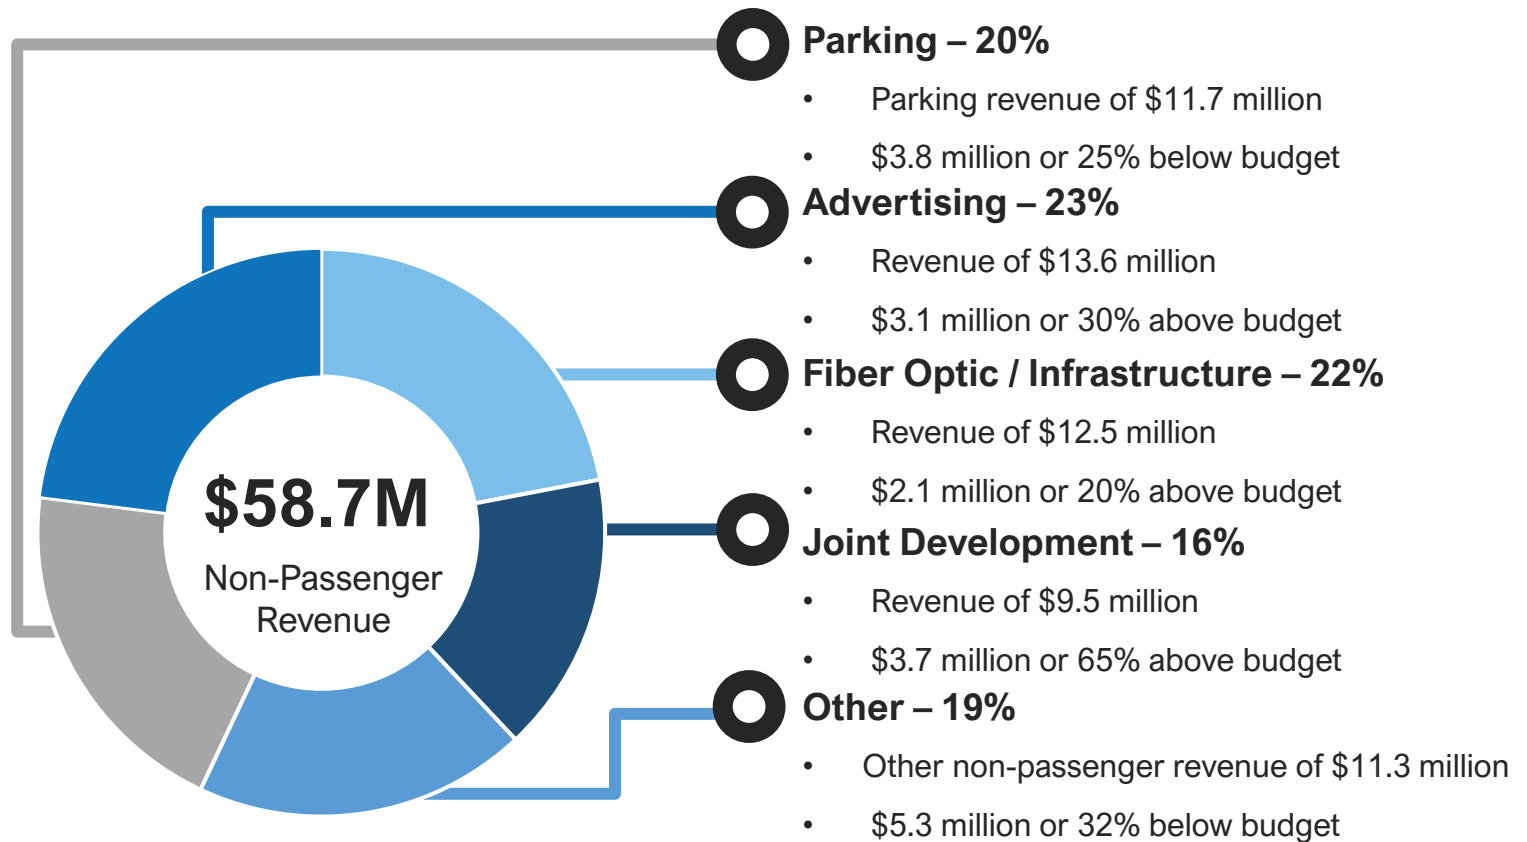 Parking – 20%
• Parking revenue of $11.7 million
• $3.8 million or 25% below budget
Advertising – 23%
• Revenue of $13.6 million
• $3.1 million or 30% above budget
Fiber Optic / Infrastructure – 22%
• Revenue of $12.5 million
• $2.1 million or 20% above budget
Joint Development – 16%
• Revenue of $9.5 million
• $3.7 million or 65% above budget
Other – 19%
• Other non-passenger revenue of $11.3 million
• $5.3 million or 32% below budget
$58.7M
Non-Passenger
Revenue